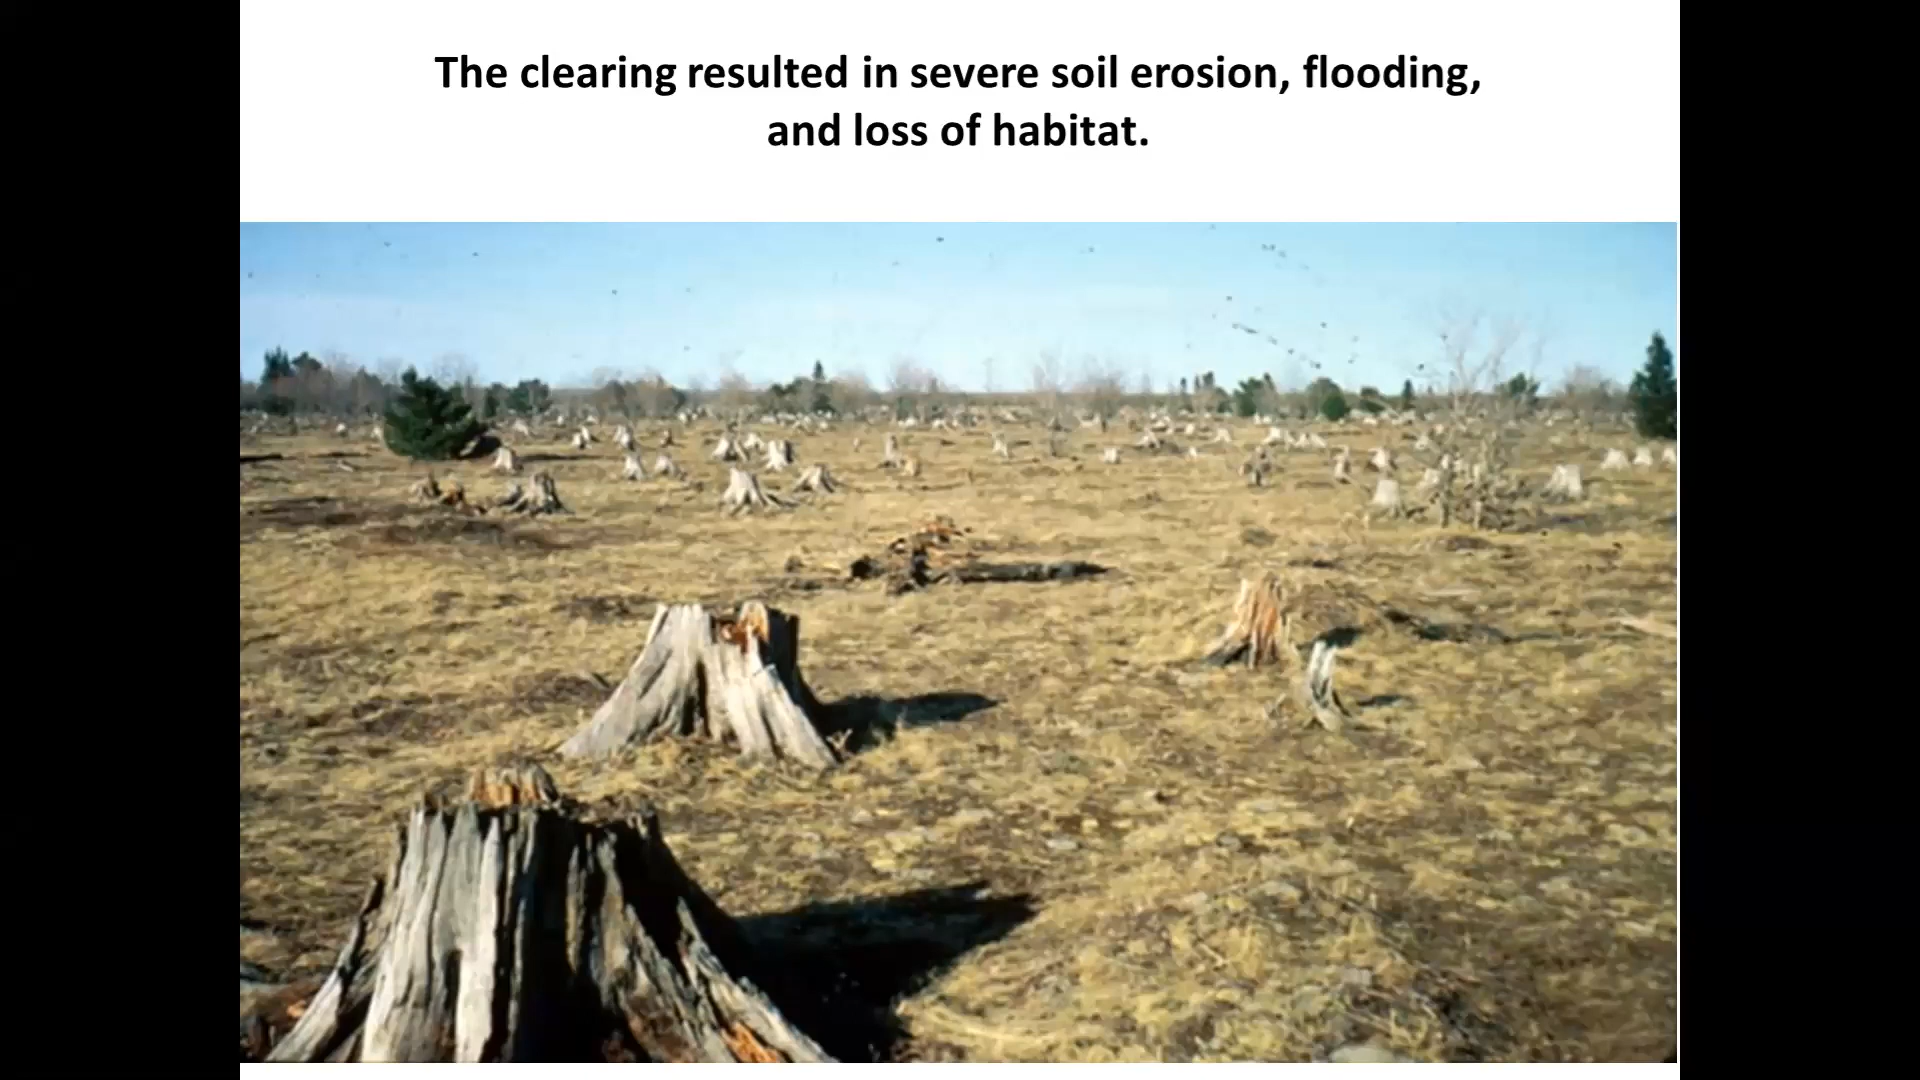 The clearing resulted in severe soil erosion, flooding,
and loss of habitat.